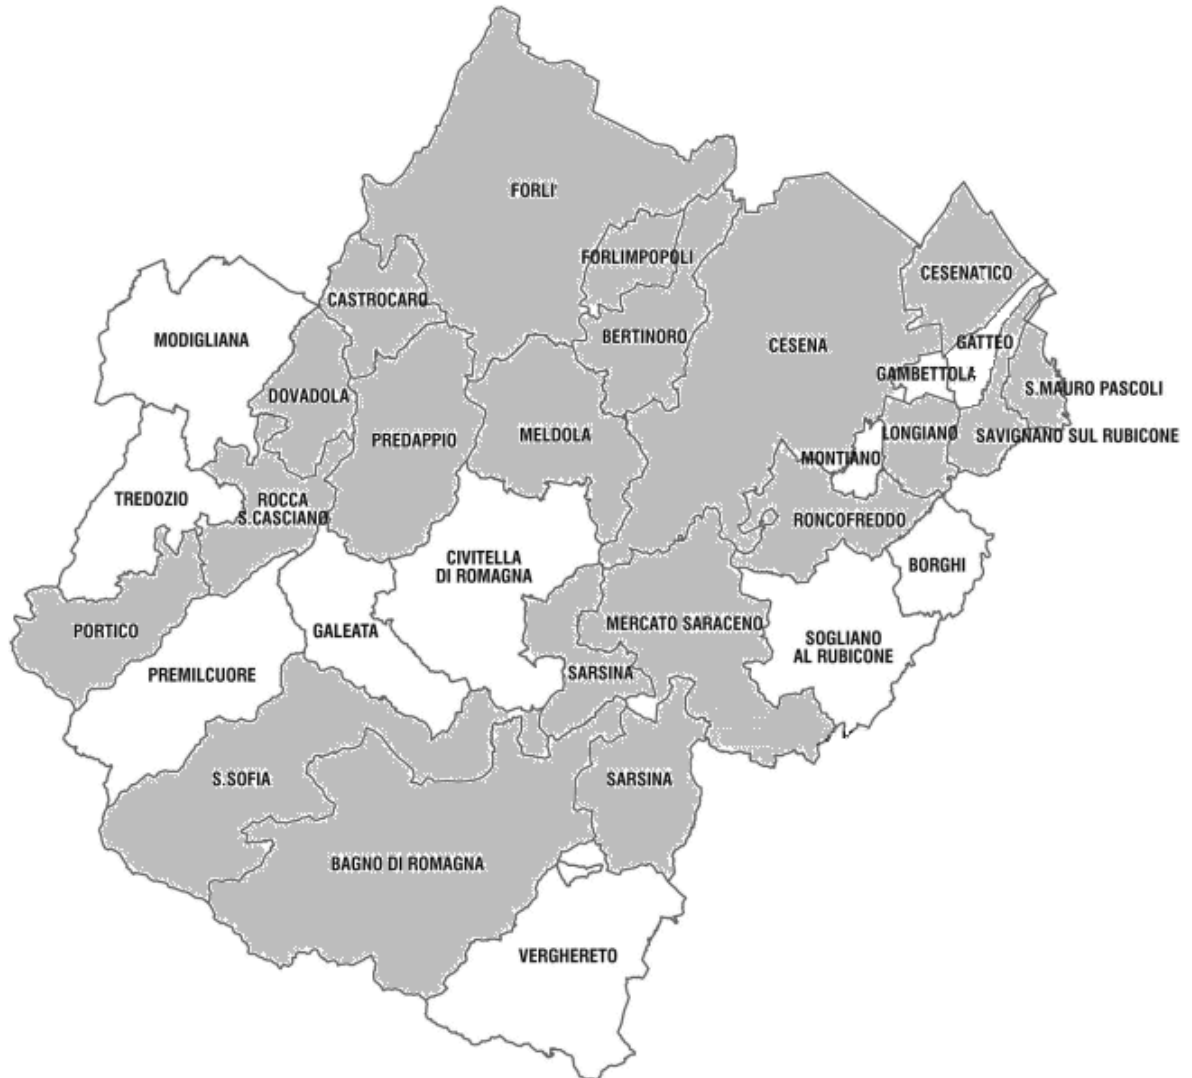 FORLI'
FORLIMPOPOLI
CESENATICO
CASTROCARO
MODIGLIANA
BERTINORO
CESENA
GATTEO
GAMBETTOLA
S.MAURO PASCOLI
DOVADOLA
PREDAPPIO
MELDOLA
LONGIANO
SAVIGNANO SUL RUBICONE
MONTIANO
TREDOZIO
ROCCA
S.CASCIANO
RONCOFREDDO
CIVITELLA
DI ROMAGNA
BORGHI
PORTICO
GALEATA
MERCATO SARACENO
SOGLIANO
AL RUBICONE
PREMILCUORE
SARSINA
S.SOFIA
SARSINA
BAGNO DI ROMAGNA
VERGHERETO